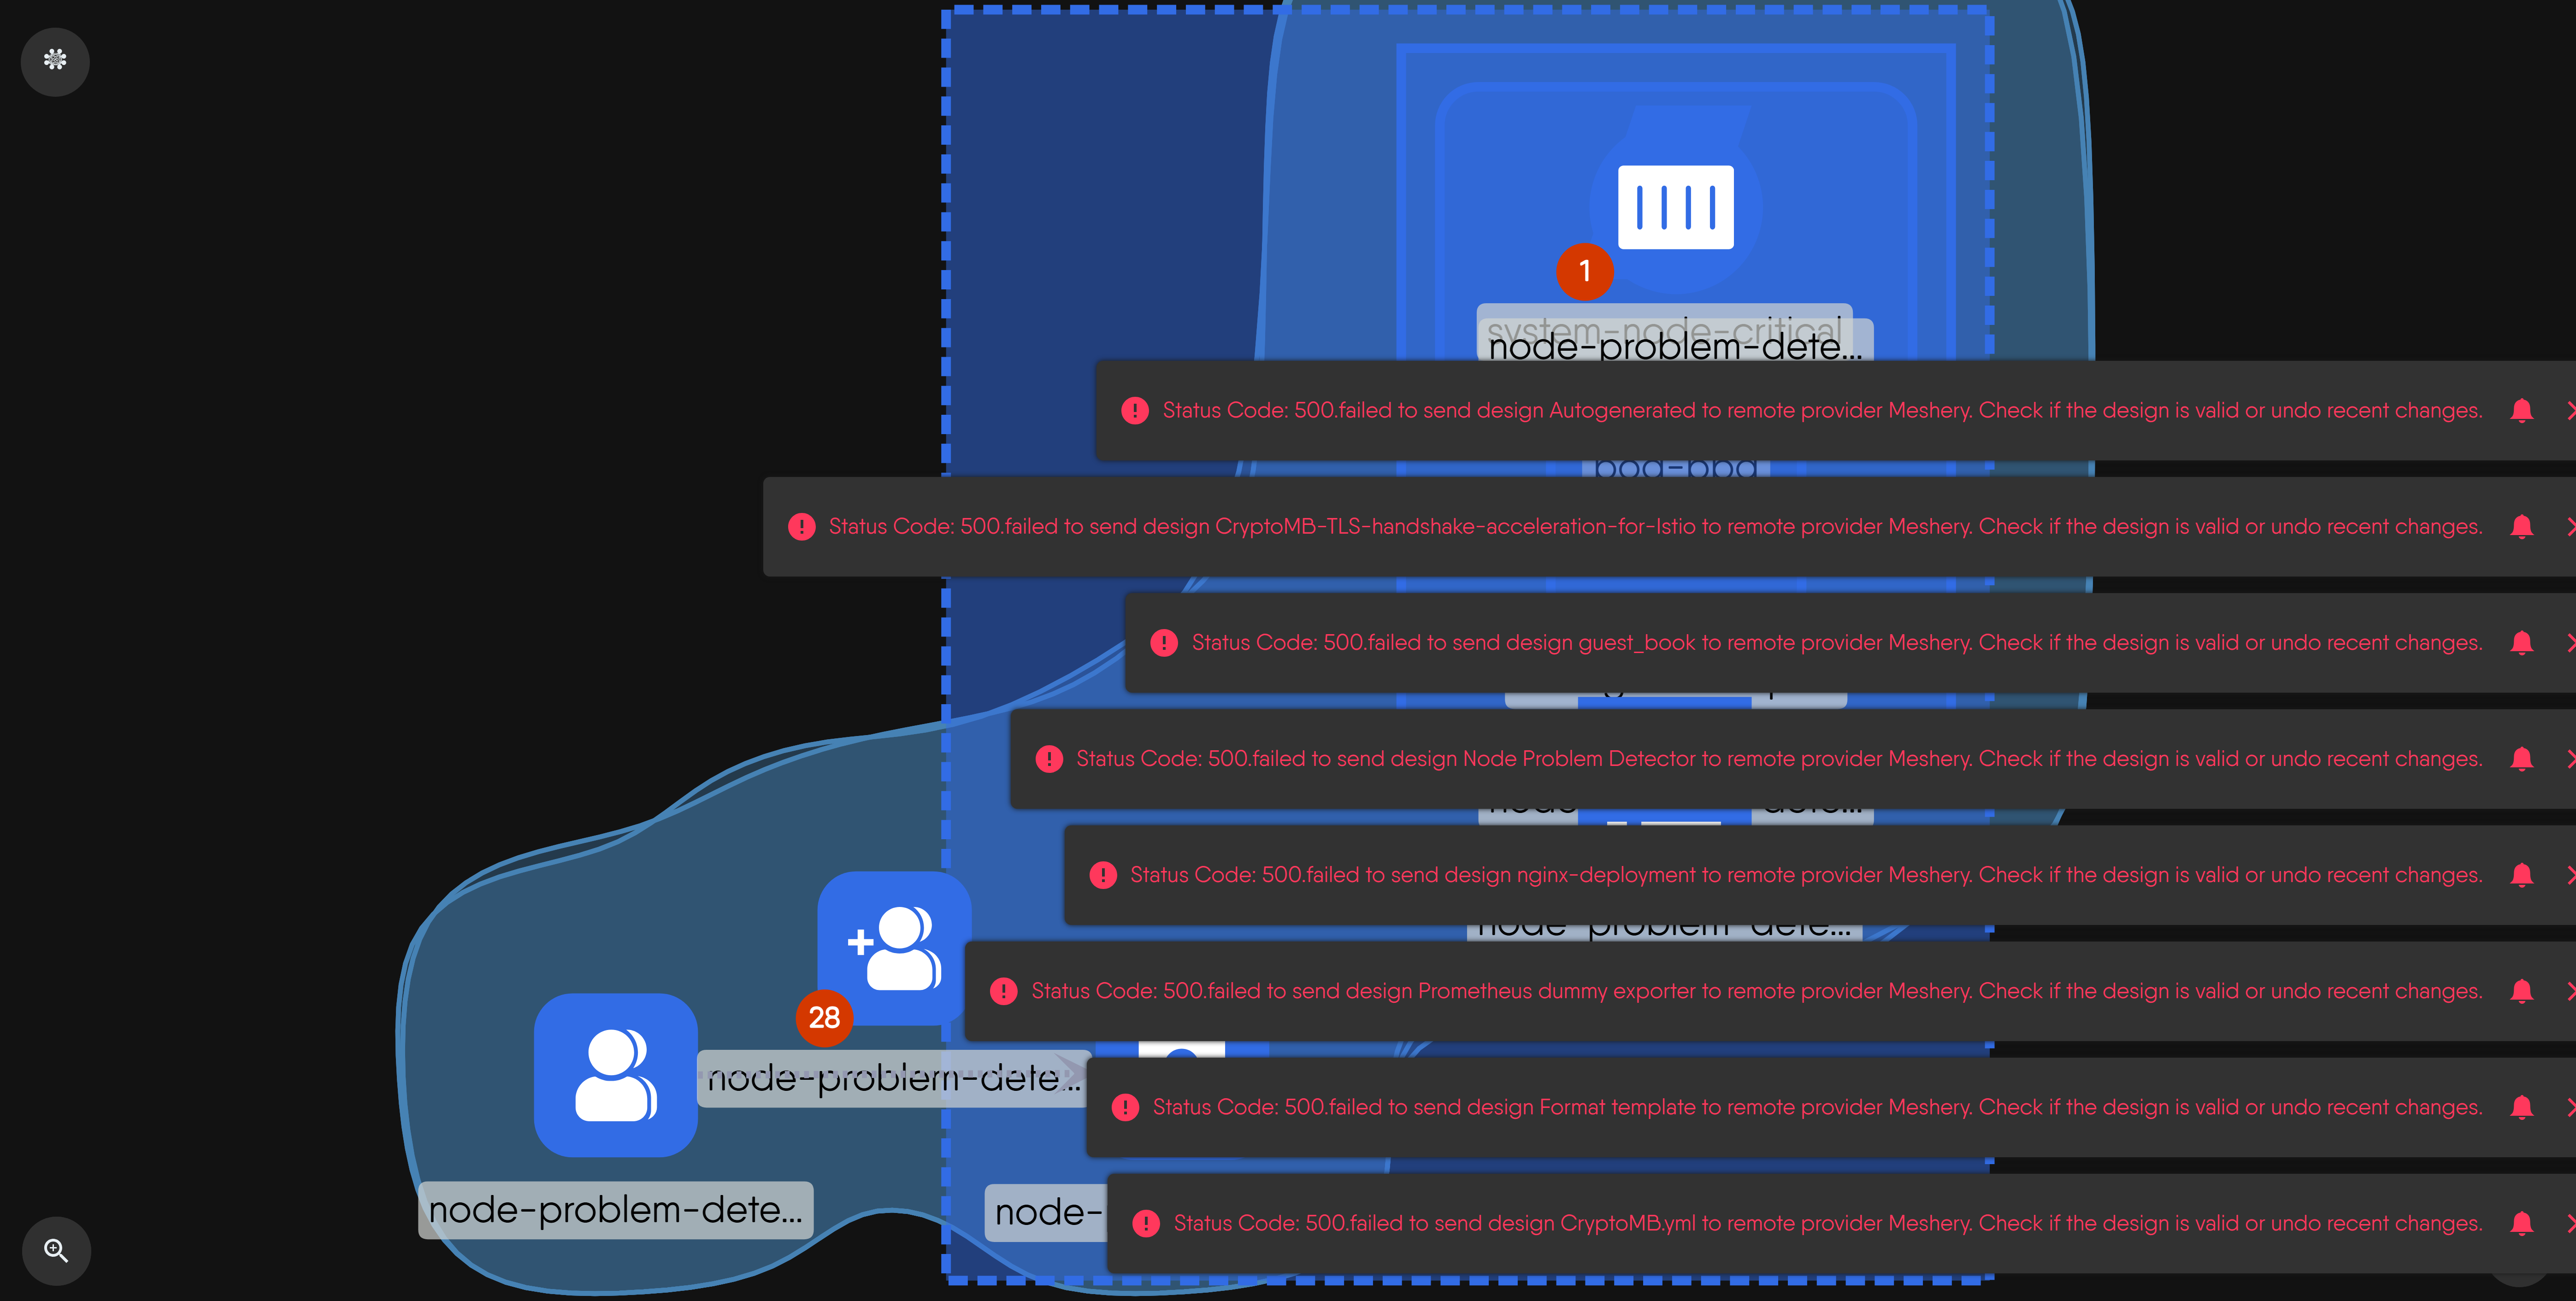 1
system-node-critical
node-problem-dete...
Status Code: 500.failed to send design Autogenerated to remote provider Meshery. Check if the design is valid or undo recent changes.
Status Code: 500.failed to send design CryptoMB-TLS-handshake-acceleration-for-Istio to remote provider Meshery. Check if the design is valid or undo recent changes.
Status Code: 500.failed to send design guest_book to remote provider Meshery. Check if the design is valid or undo recent changes.
Status Code: 500.failed to send design Node Problem Detector to remote provider Meshery. Check if the design is valid or undo recent changes.
Status Code: 500.failed to send design nginx-deployment to remote provider Meshery. Check if the design is valid or undo recent changes.
node-problem-dete...
Status Code: 500.failed to send design Prometheus dummy exporter to remote provider Meshery. Check if the design is valid or undo recent changes.
28
node-problem-dete...
Status Code: 500.failed to send design Format template to remote provider Meshery. Check if the design is valid or undo recent changes.
node-problem-dete...
node-
Status Code: 500.failed to send design CryptoMB.yml to remote provider Meshery. Check if the design is valid or undo recent changes.